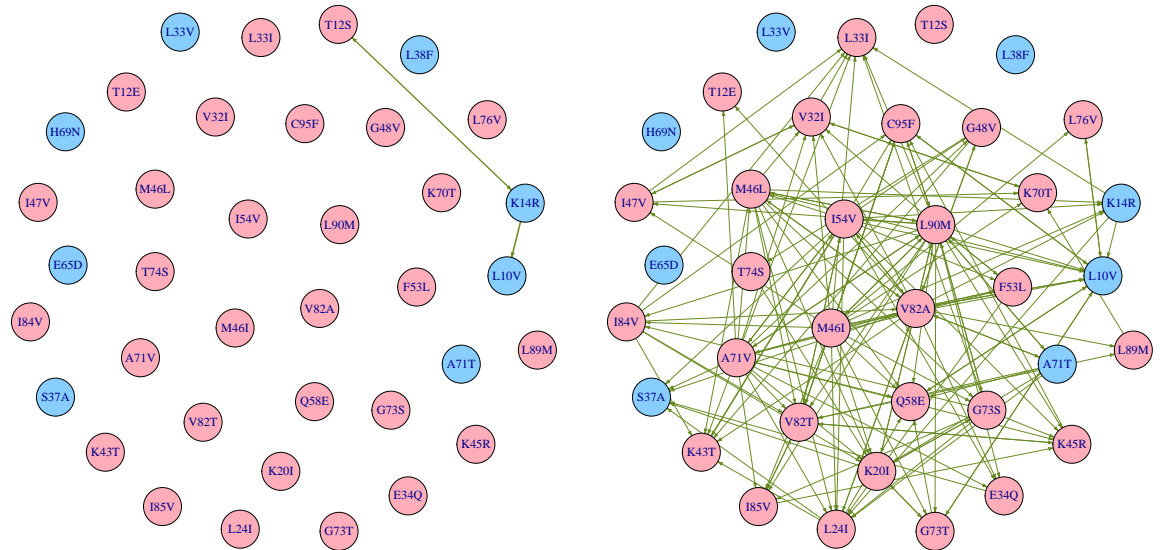 T12S
L33V
L33I
L38F
T12E
V32I
C95F
G48V
L76V
H69N
M46L
K70T
I47V
K14R
I54V
L90M
E65D
T74S
L10V
F53L
V82A
I84V
M46I
L89M
A71V
A71T
S37A
Q58E
G73S
V82T
K43T
K45R
K20I
E34Q
I85V
L24I
G73T
T12S
L33V
L33I
L38F
T12E
V32I
C95F
G48V
L76V
H69N
M46L
K70T
I47V
K14R
I54V
L90M
E65D
T74S
L10V
F53L
V82A
I84V
M46I
L89M
A71V
A71T
S37A
Q58E
G73S
V82T
K43T
K45R
K20I
E34Q
I85V
L24I
G73T